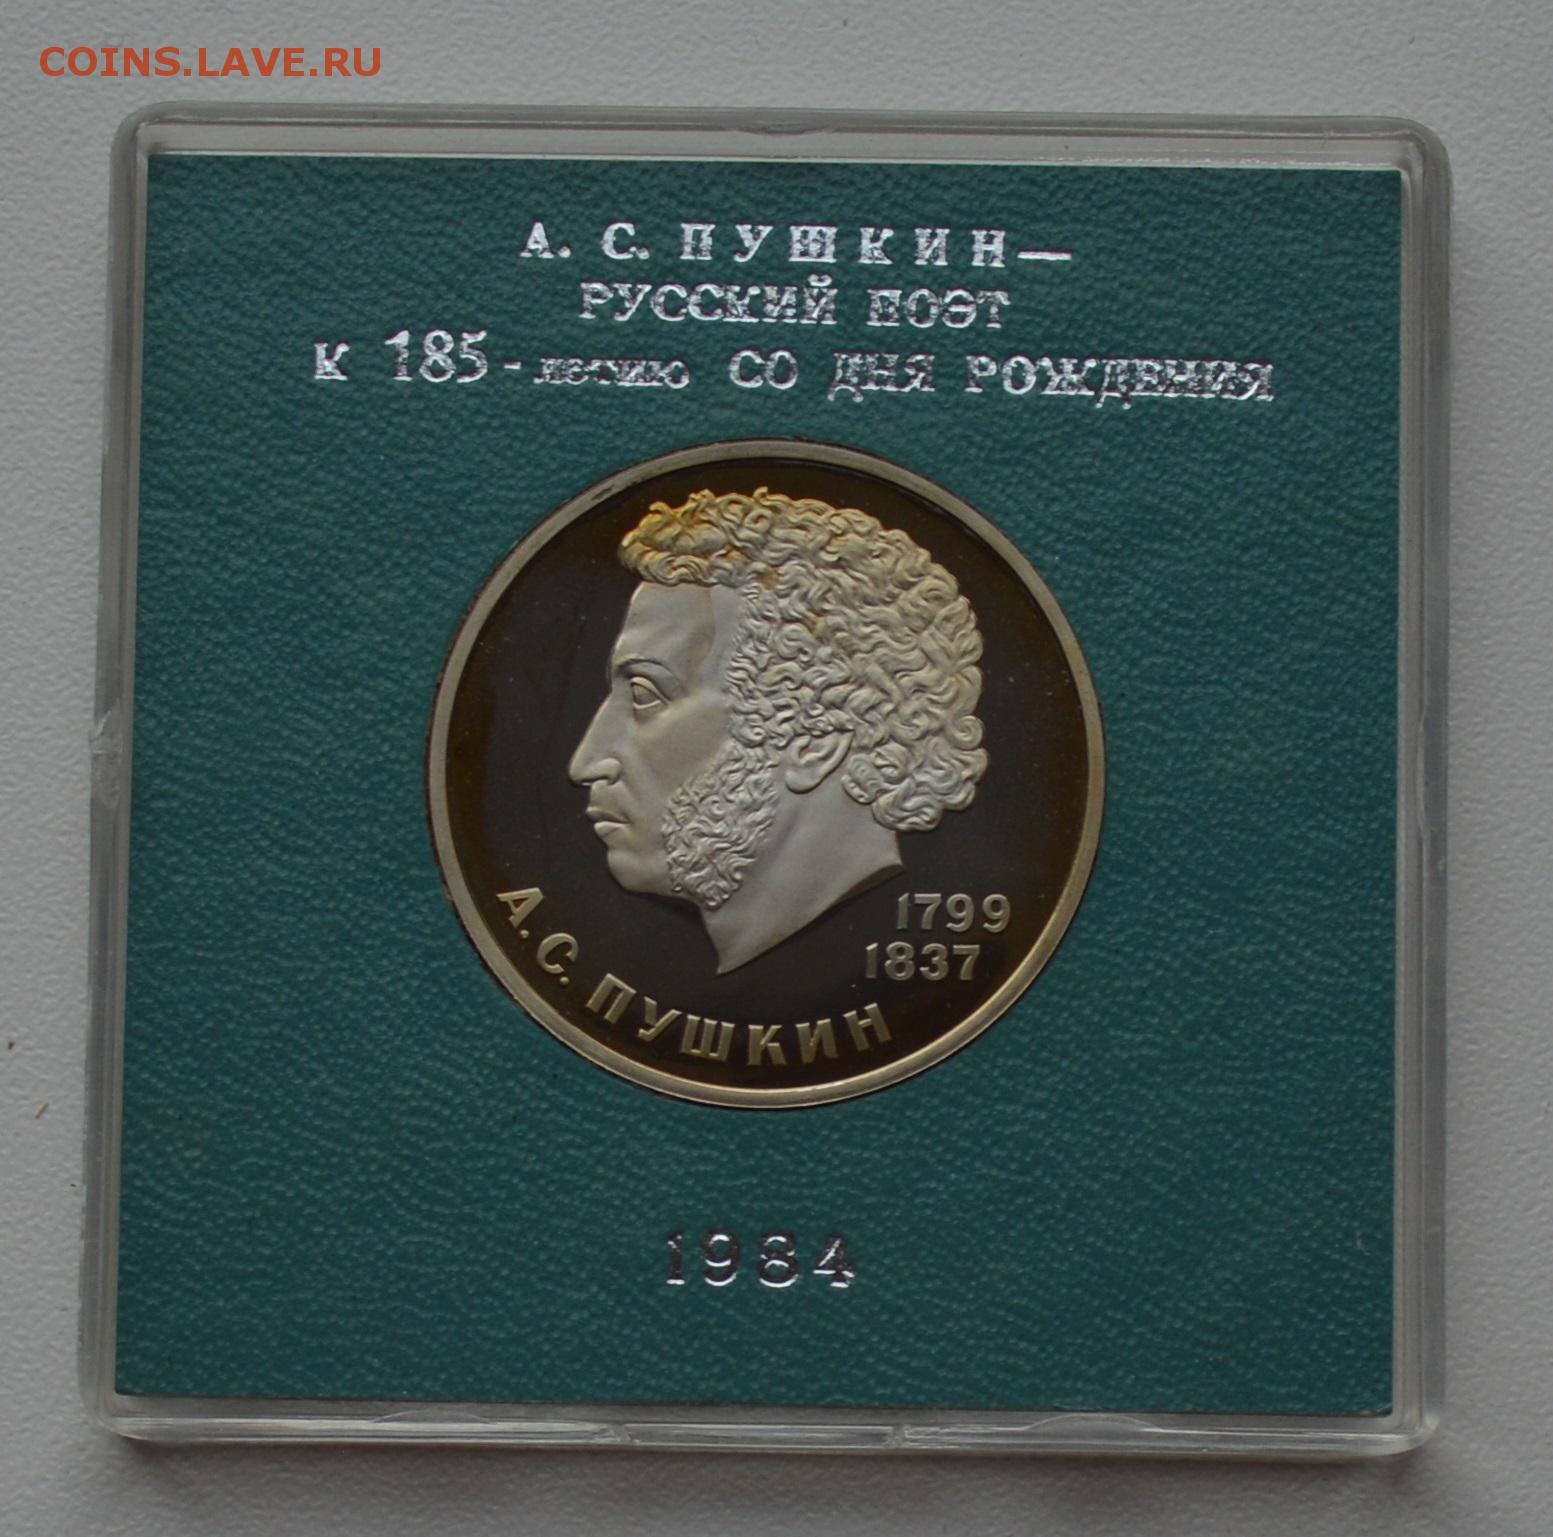 COINS.LAVE.RU
А. С. ПУШКИН—
РУССКИЙ ПОЭТ
К 185-летию СО ДНЯ РОЖДЕНИЯ
1799
1837
А. С. ПУШКИН
1984